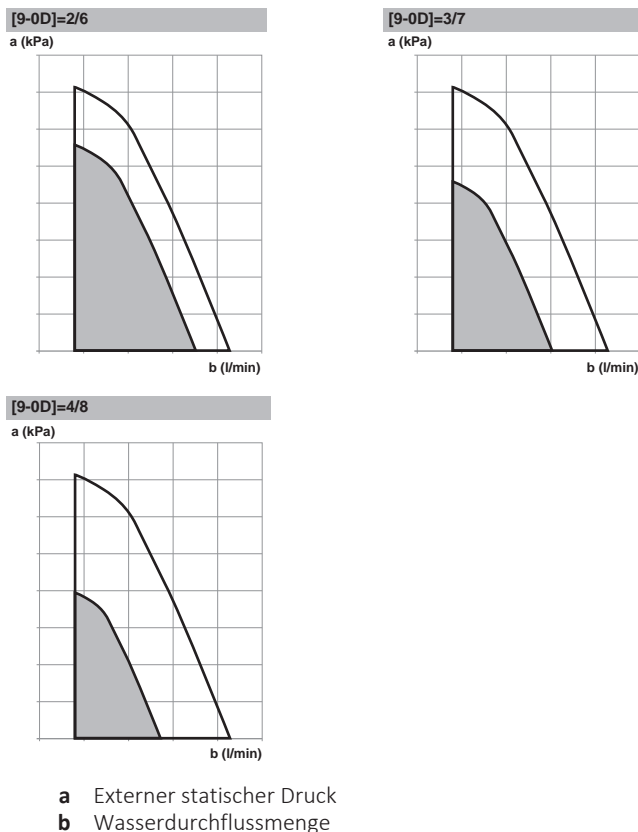 [9-0D]=2/6
a (kPa)
b (l/min)
[9-0D]=3/7
a (kPa)
b (l/min)
[9-0D]=4/8
a (kPa)
b (l/min)
a Externer statischer Druck
b Wasserdurchflussmenge